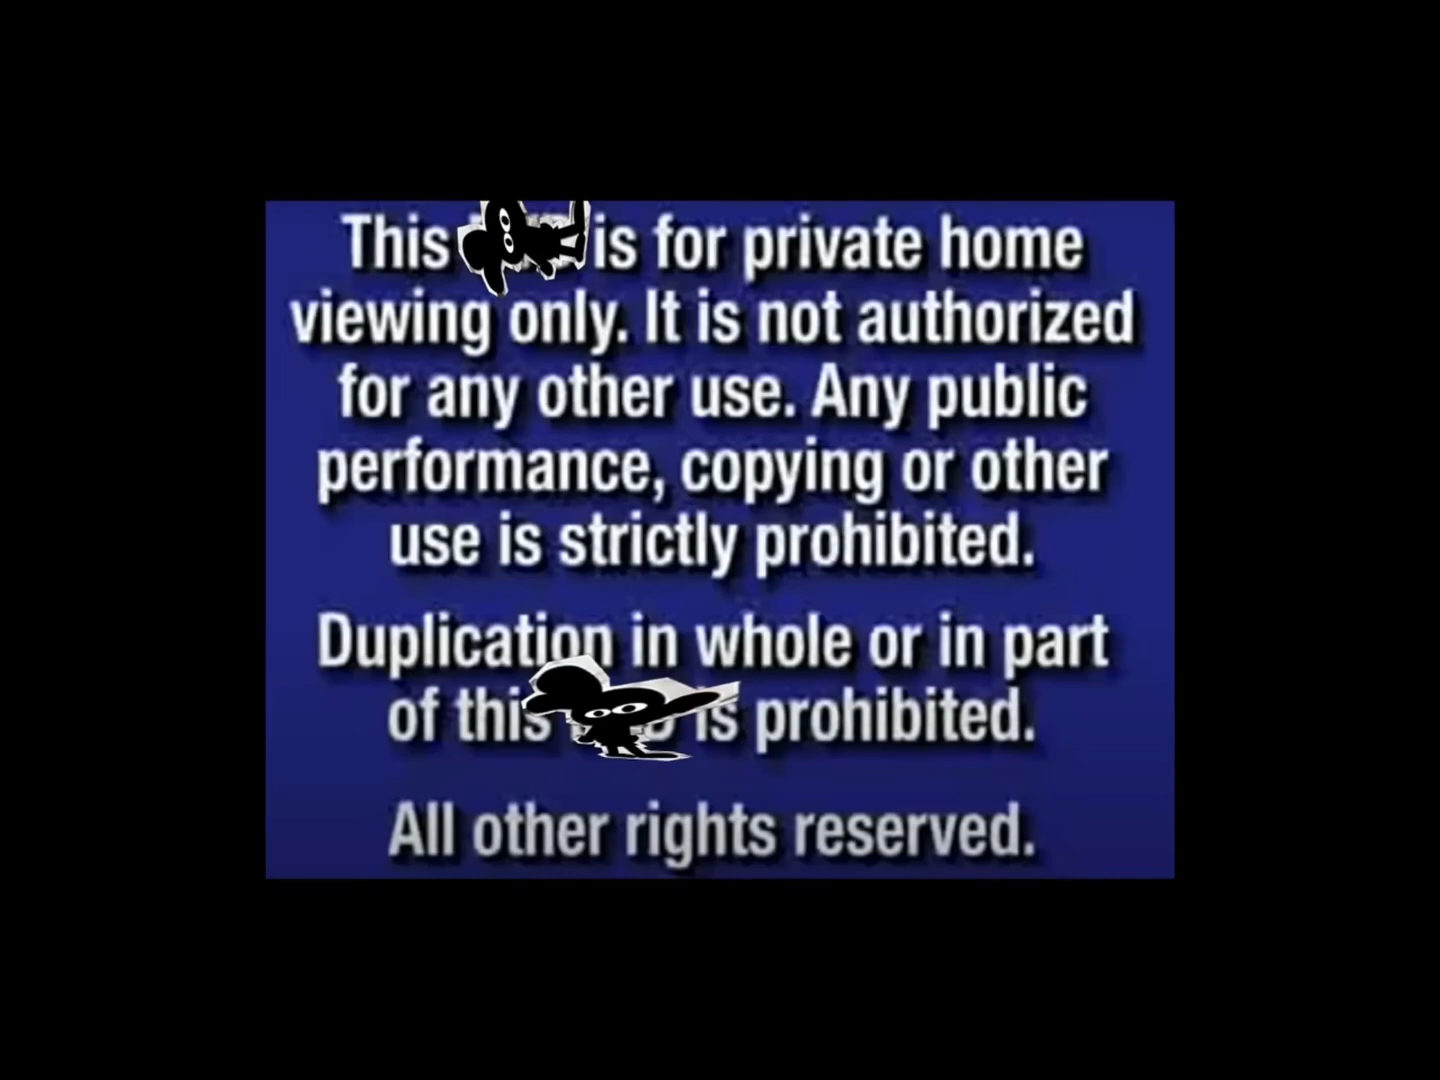 This is for private home
viewing only. It is not authorized
for any other use. Any public
performance, copying or other
use is strictly prohibited.
Duplication in whole or in part
of this is prohibited.
All other rights reserved.